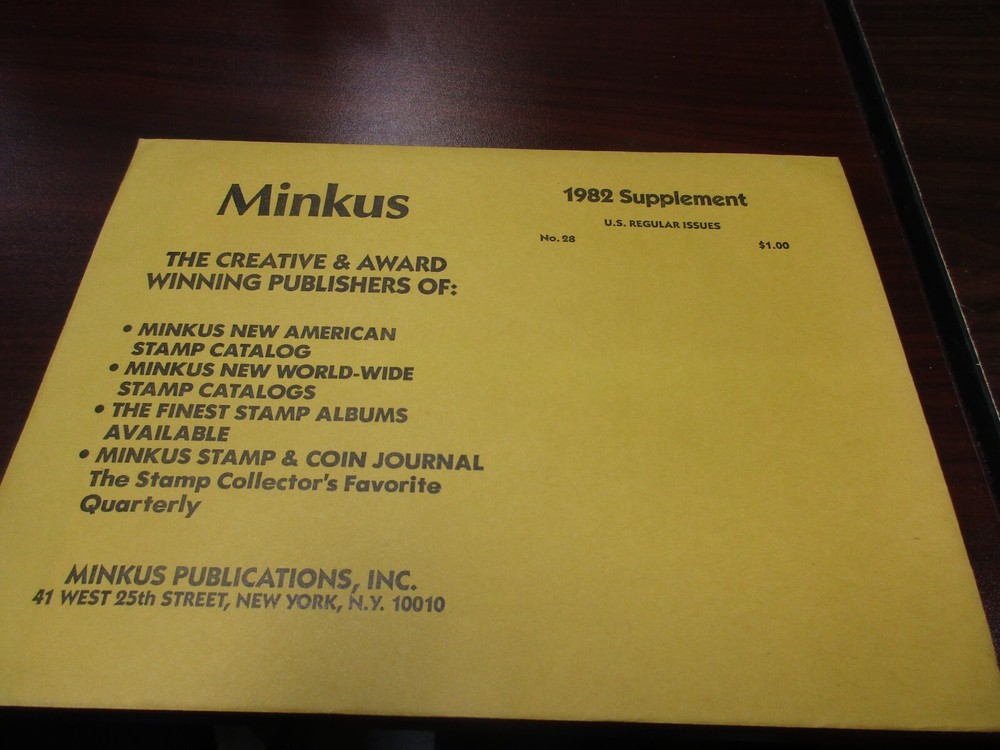 Minkus
THE CREATIVE & AWARD
WINNING PUBLISHERS OF:
• MINKUS NEW AMERICAN
STAMP CATALOG
• MINKUS NEW WORLD-WIDE
STAMP CATALOGS
• THE FINEST STAMP ALBUMS
AVAILABLE
• MINKUS STAMP & COIN JOURNAL
The Stamp Collector's Favorite
Quarterly
MINKUS PUBLICATIONS, INC.
41 WEST 25th STREET, NEW YORK, N.Y. 10010
1982 Supplement
U.S. REGULAR ISSUES
No. 28 $1.00